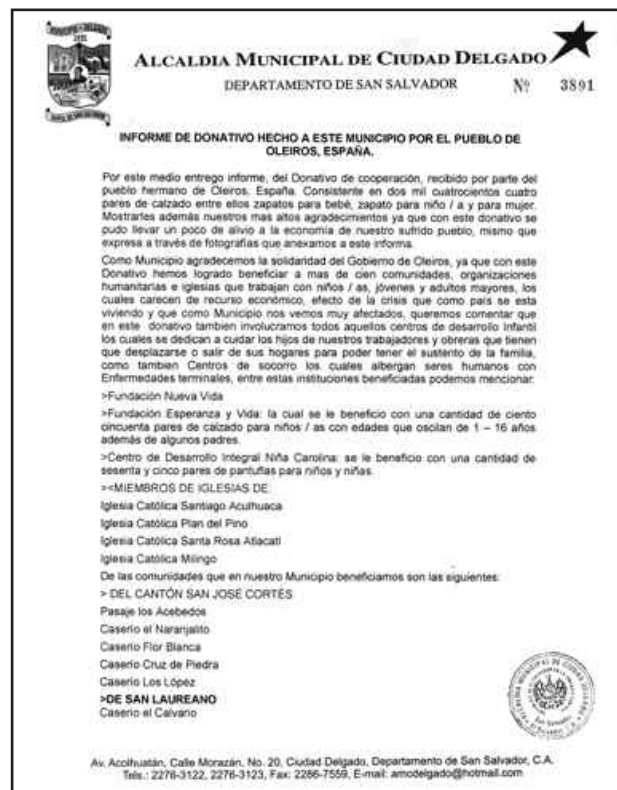 MUNICIPIO - DELGADO
ALCALDIA MUNICIPAL DE CIUDAD DELGADO
DEPARTAMENTO DE SAN SALVADOR Nº 3891
INFORME DE DONATIVO HECHO A ESTE MUNICIPIO POR EL PUEBLO DE
OLEIROS, ESPAÑA.
Por este medio entrego informe, del Donativo de cooperación, recibido por parte del
pueblo hermano de Oleiros, España. Consistente en dos mil cuatrocientos cuatro
pares de calzado entre ellos zapatos para bebé, zapato para niño / a y para mujer.
Mostrarles además nuestros mas altos agradecimientos ya que con este donativo se
pudo llevar un poco de alivio a la economía de nuestro sufrido pueblo, mismo que
expresa a través de fotografías que anexamos a este informa.
Como Municipio agradecemos la solidaridad del Gobierno de Oleiros, ya que con este
Donativo hemos logrado beneficiar a mas de cien comunidades, organizaciones
humanitarias e iglesias que trabajan con niños / as, jóvenes y adultos mayores, los
cuales carecen de recurso económico, efecto de la crisis que como país se esta
viviendo y que como Municipio nos vemos muy afectados, queremos comentar que
en este donativo tambien involucramos todos aquellos centros de desarrollo Infantil
los cuales se dedican a cuidar los hijos de nuestros trabajadores y obreras que tienen
que desplazarse o salir de sus hogares para poder tener el sustento de la familia,
como tambien Centros de socorro los cuales albergan seres humanos con
Enfermedades terminales, entre estas instituciones beneficiadas podemos mencionar:
>Fundación Nueva Vida
>Fundación Esperanza y Vida: la cual se le beneficio con una cantidad de ciento
cincuenta pares de calzado para niños / as con edades que oscilan de 1 – 16 años
además de algunos padres.
>Centro de Desarrollo Integral Niña Carolina: se le beneficio con una cantidad de
sesenta y cinco pares de pantuflas para niños y niñas.
><MIEMBROS DE IGLESIAS DE:
Iglesia Católica Santiago Aculhuaca
Iglesia Católica Plan del Pino
Iglesia Católica Santa Rosa Atlacatl
Iglesia Católica Milingo
De las comunidades que en nuestro Municipio beneficiamos son las siguientes:
> DEL CANTÓN SAN JOSÉ CORTÉS
Pasaje los Acebedos
Caserio el Naranjalito
Caserio Flor Blanca
Caserio Cruz de Piedra
Caserio Los López
>DE SAN LAUREANO
Caserio el Calvario
ALCALDIA MUNICIPAL DE CIUDAD DELGADO
San Salvador
Av. Acolhuatán, Calle Morazán, No. 20, Ciudad Delgado, Departamento de San Salvador, C.A.
Tels.: 2276-3122, 2276-3123, Fax: 2286-7559, E-mail: amodelgado@hotmail.com